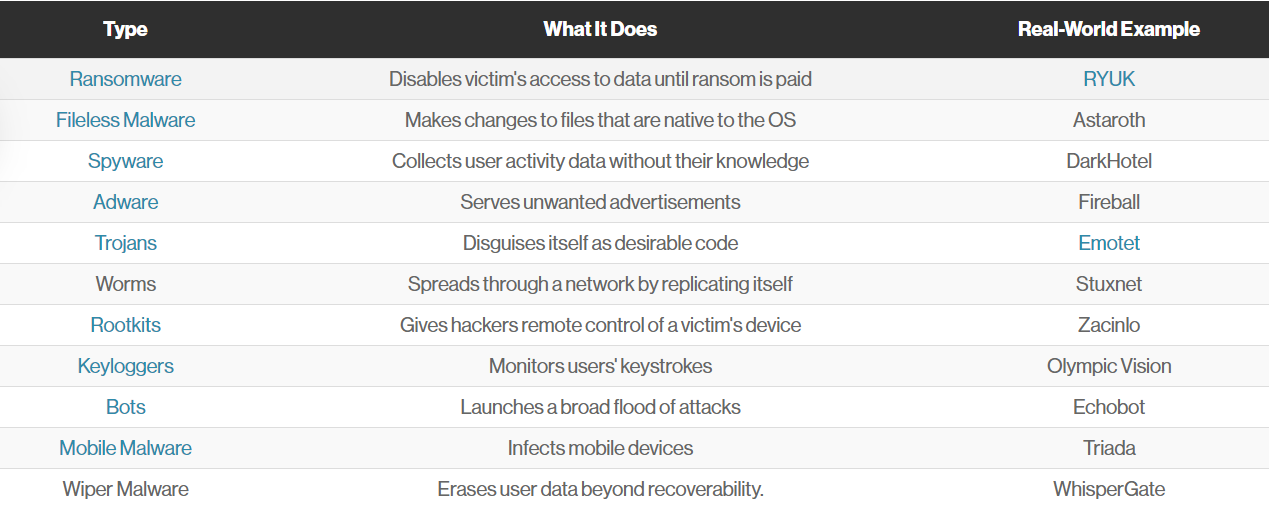 Type What It Does Real-World Example
Ransomware Disables victim's access to data until ransom is paid RYUK
Fileless Malware Makes changes to files that are native to the OS Astaroth
Spyware Collects user activity data without their knowledge DarkHotel
Adware Serves unwanted advertisements Fireball
Trojans Disguises itself as desirable code Emotet
Worms Spreads through a network by replicating itself Stuxnet
Rootkits Gives hackers remote control of a victim's device Zacinlo
Keyloggers Monitors users' keystrokes Olympic Vision
Bots Launches a broad flood of attacks Echobot
Mobile Malware Infects mobile devices Triada
Wiper Malware Erases user data beyond recoverability. WhisperGate